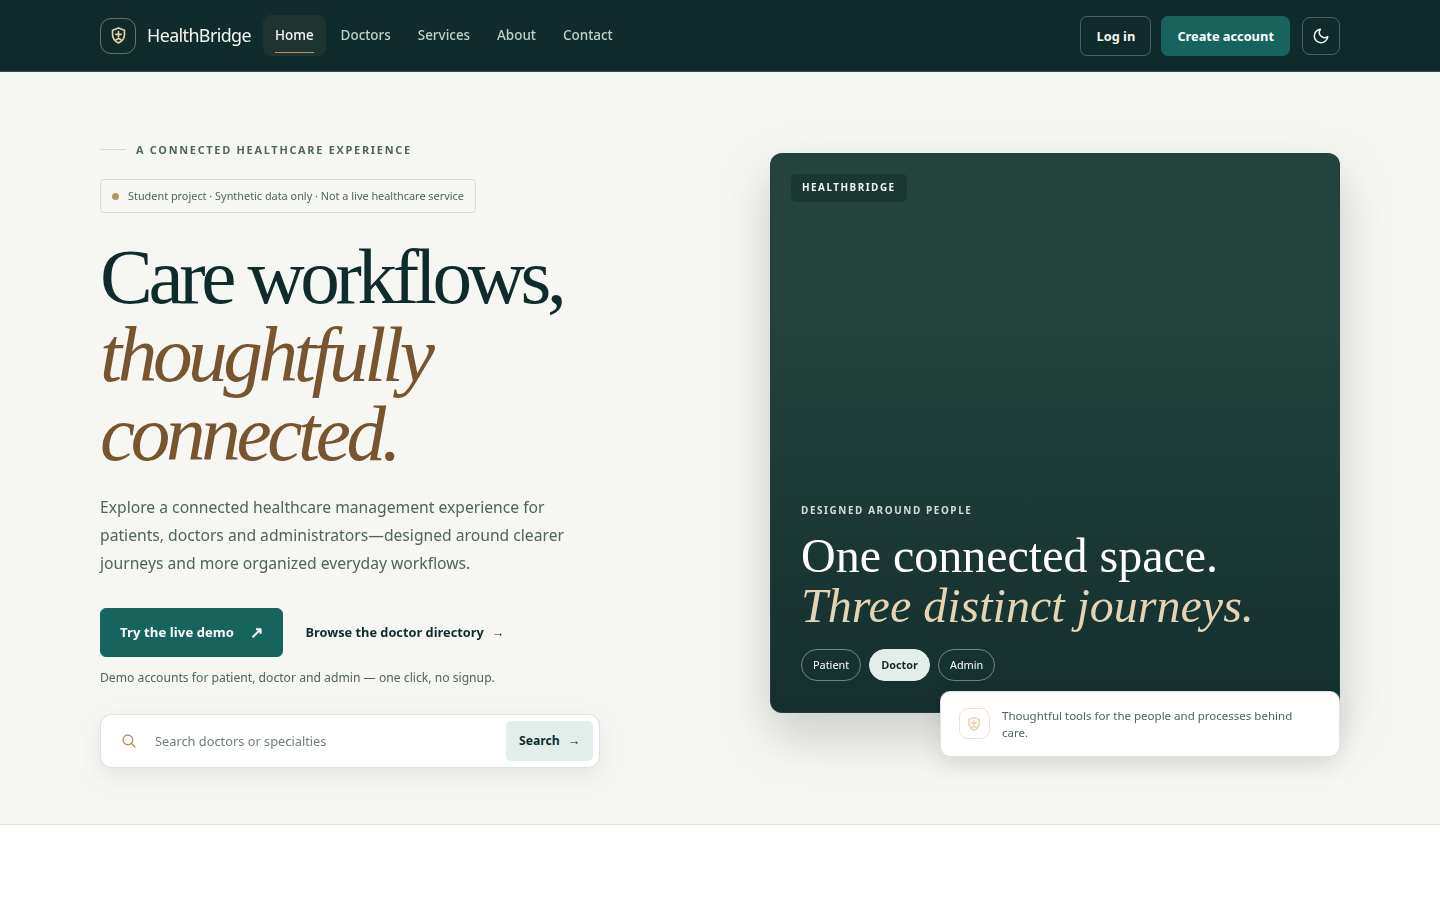 HealthBridge
Home
Doctors
Services
About
Contact
Log in
Create account
A CONNECTED HEALTHCARE EXPERIENCE
Student project · Synthetic data only · Not a live healthcare service
Care workflows,
thoughtfully
connected.
Explore a connected healthcare management experience for
patients, doctors and administrators—designed around clearer
journeys and more organized everyday workflows.
Try the live demo ↗
Browse the doctor directory →
Demo accounts for patient, doctor and admin — one click, no signup.
Search doctors or specialties
Search →
HEALTHBRIDGE
DESIGNED AROUND PEOPLE
One connected space.
Three distinct journeys.
Patient
Doctor
Admin
Thoughtful tools for the people and processes behind
care.